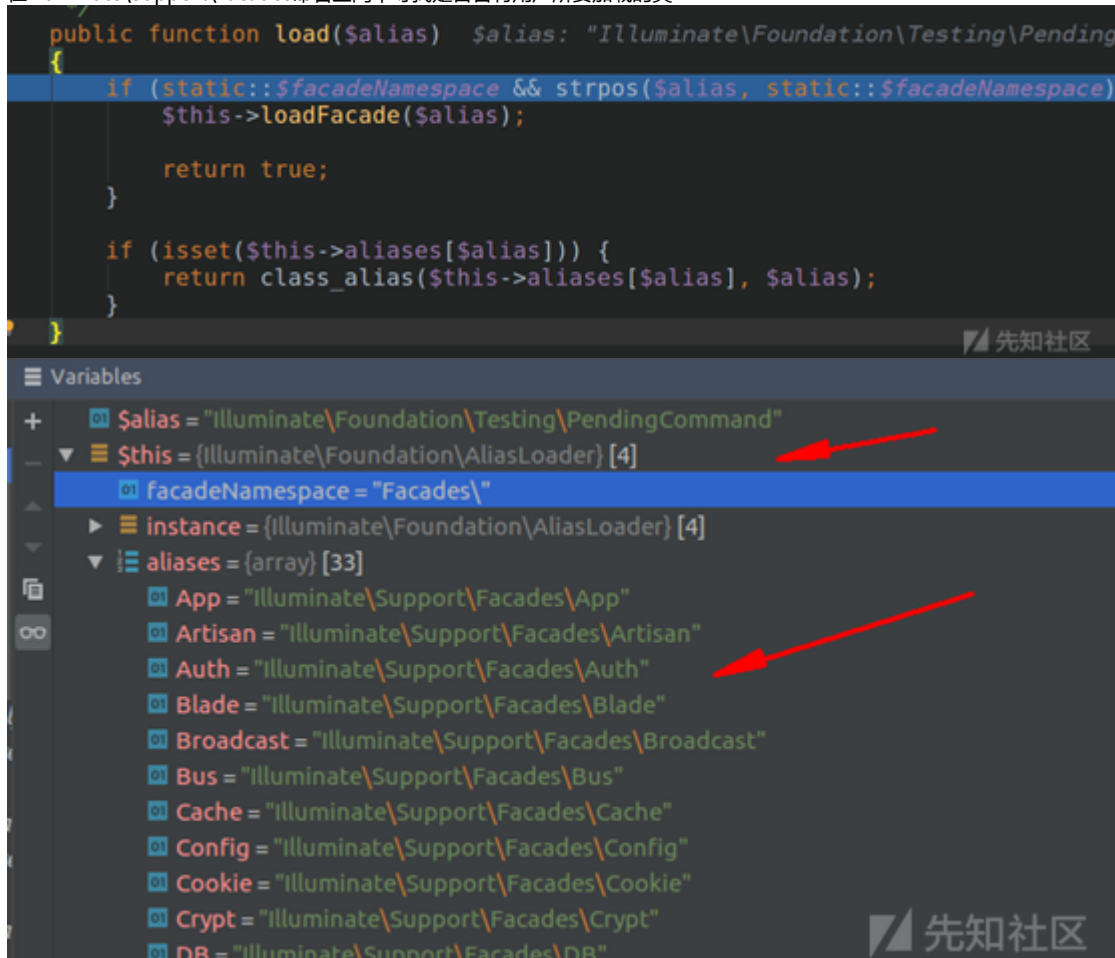 public function load($alias) $alias: "Illuminate\Foundation\Testing\Pending
{
if (static::$facadeNamespace && strpos($alias, static::$facadeNamespace)
$this->loadFacade($alias);
return true;
}
if (isset($this->aliases[$alias])) {
return class_alias($this->aliases[$alias], $alias);
}
}
先知社区
Variables
$alias = "Illuminate\Foundation\Testing\PendingCommand"
$this = {Illuminate\Foundation\AliasLoader} [4]
facadeNamespace = "Facades\"
instance = {Illuminate\Foundation\AliasLoader} [4]
aliases = {array} [33]
App = "Illuminate\Support\Facades\App"
Artisan = "Illuminate\Support\Facades\Artisan"
Auth = "Illuminate\Support\Facades\Auth"
Blade = "Illuminate\Support\Facades\Blade"
Broadcast = "Illuminate\Support\Facades\Broadcast"
Bus = "Illuminate\Support\Facades\Bus"
Cache = "Illuminate\Support\Facades\Cache"
Config = "Illuminate\Support\Facades\Config"
Cookie = "Illuminate\Support\Facades\Cookie"
Crypt = "Illuminate\Support\Facades\Crypt"
DB = "Illuminate\Support\Facades\DB"
先知社区